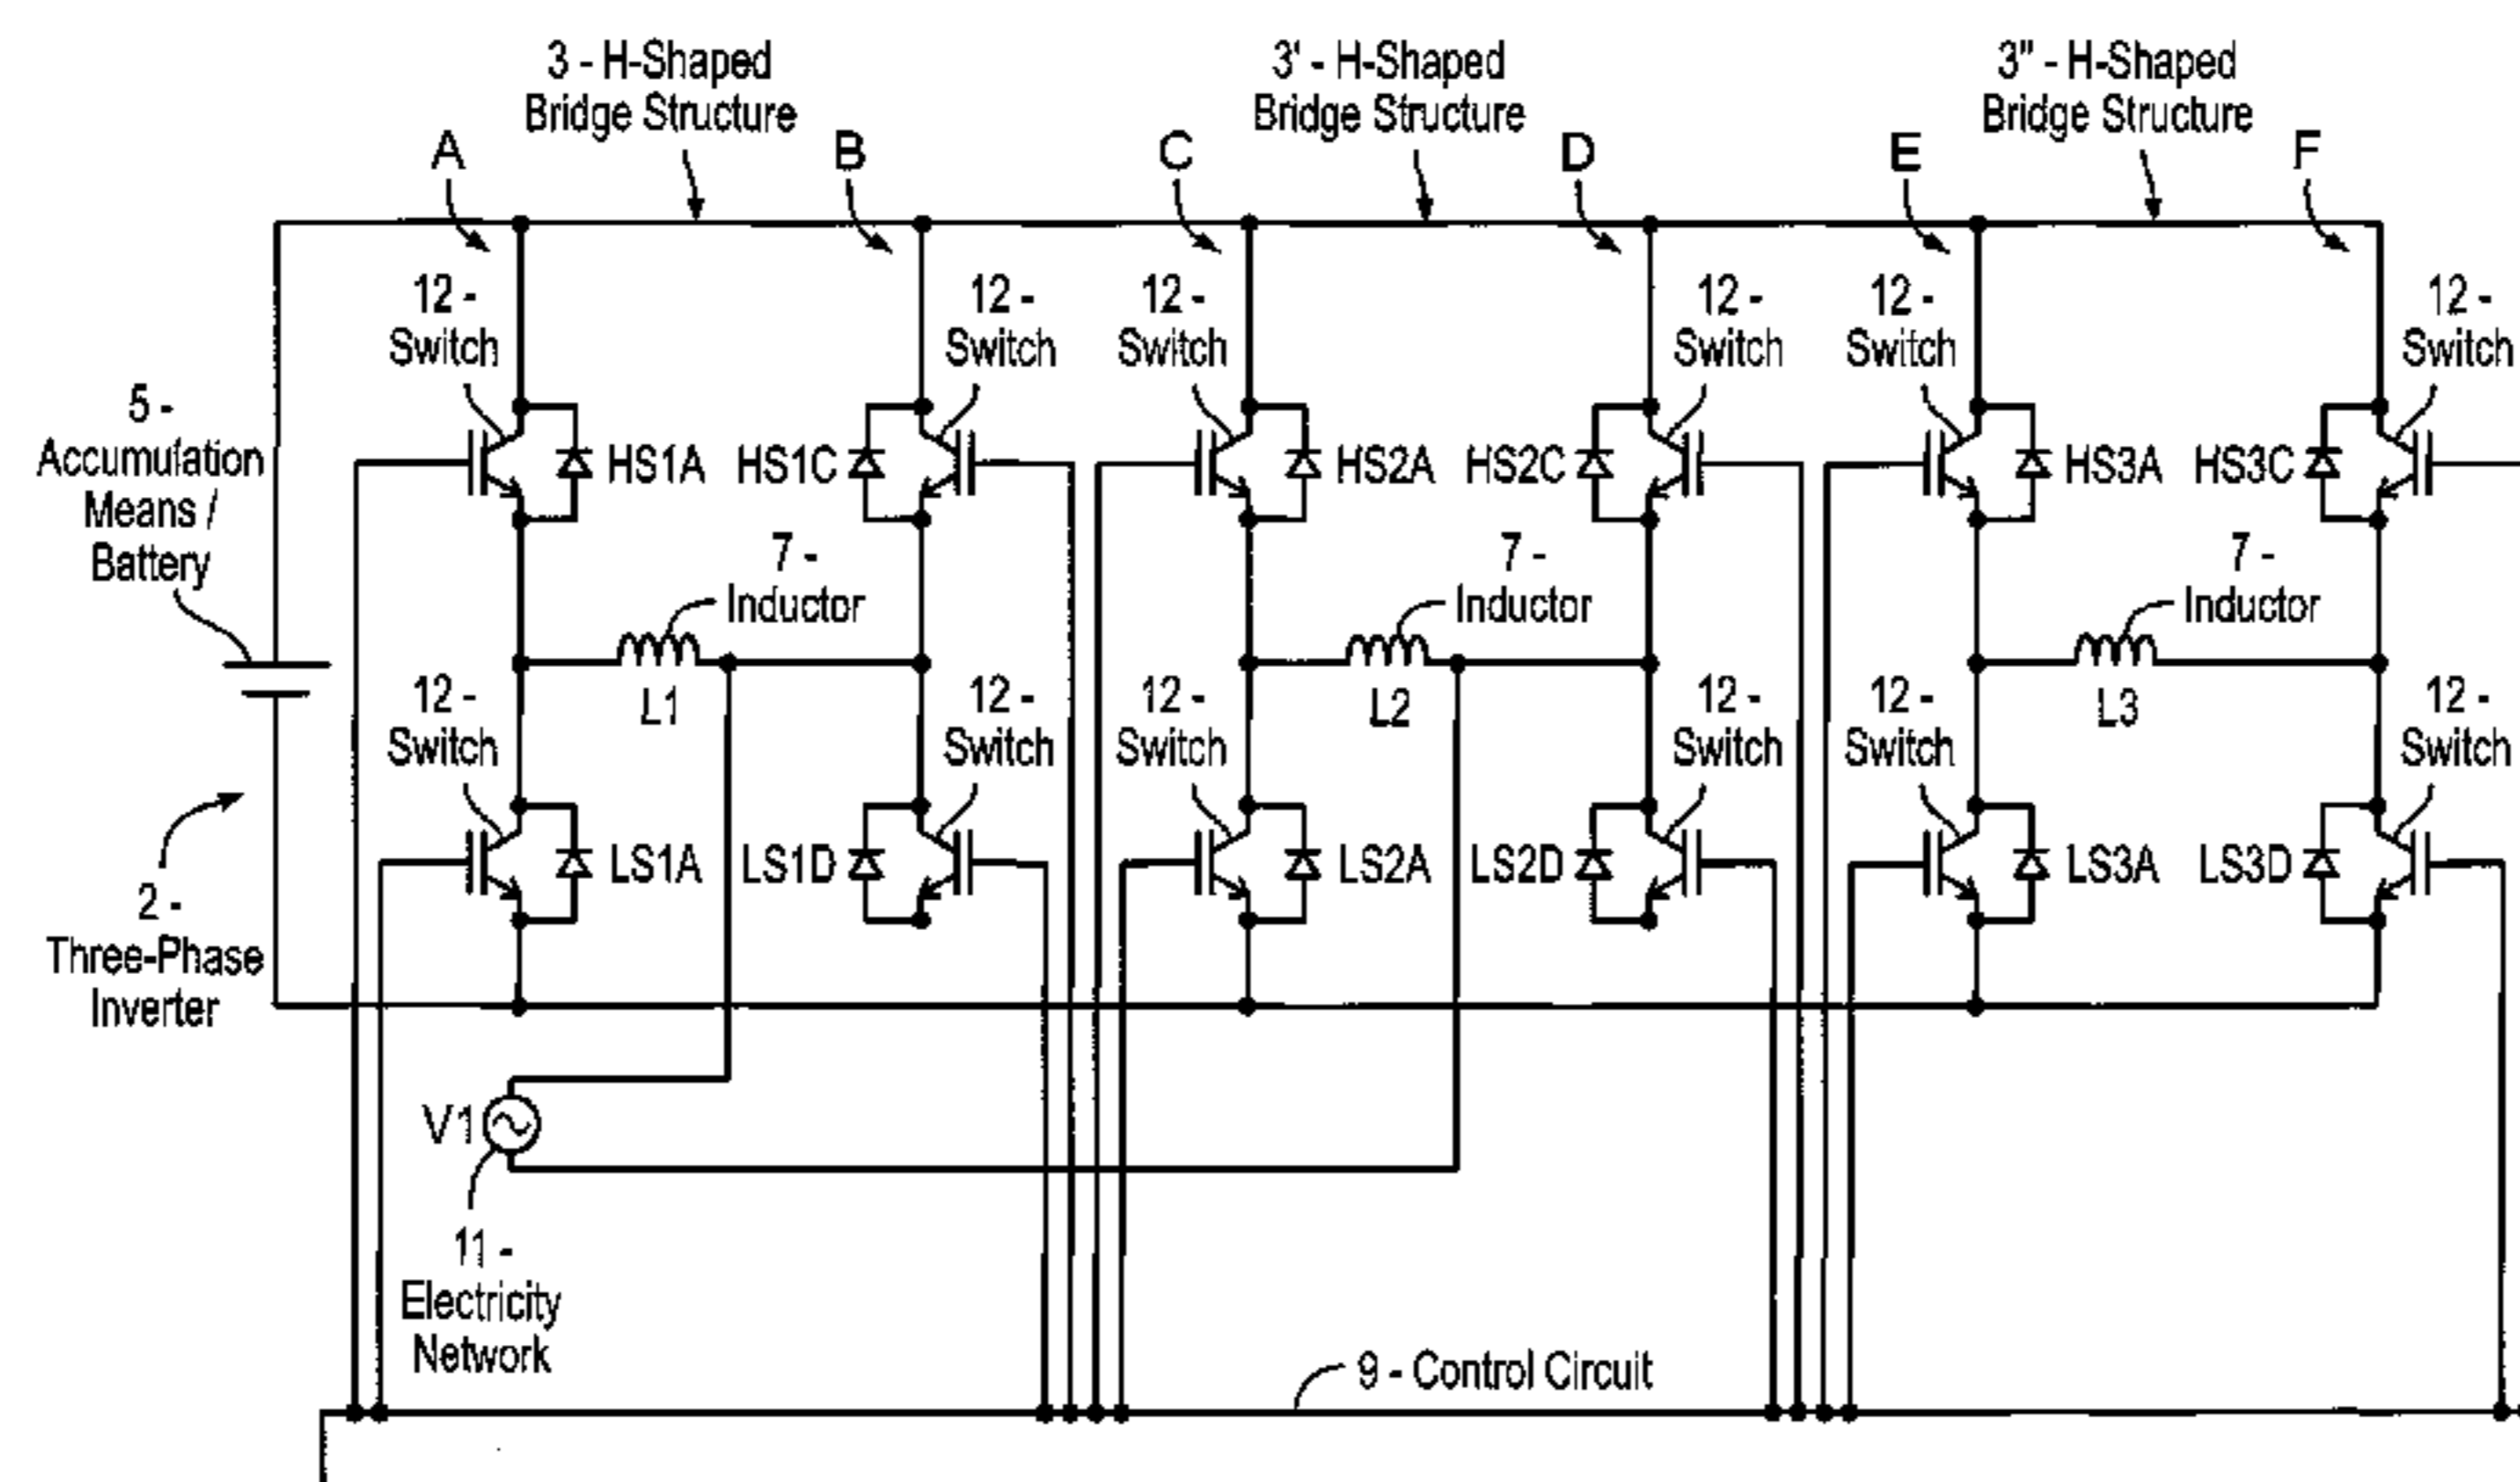 3 - H-Shaped
Bridge Structure
3' - H-Shaped
Bridge Structure
3" - H-Shaped
Bridge Structure
A
B
C
D
E
F
12 -
Switch
12 -
Switch
12 -
Switch
12 -
Switch
12 -
Switch
12 -
Switch
5 -
Accumulation
Means /
Battery
HS1A
HS1C
HS2A
HS2C
HS3A
HS3C
7 -
Inductor
7 -
Inductor
7 -
Inductor
L1
L2
L3
12 -
Switch
12 -
Switch
12 -
Switch
12 -
Switch
12 -
Switch
12 -
Switch
LS1A
LS1D
LS2A
LS2D
LS3A
LS3D
2 -
Three-Phase
Inverter
V1
11 -
Electricity
Network
9 - Control Circuit